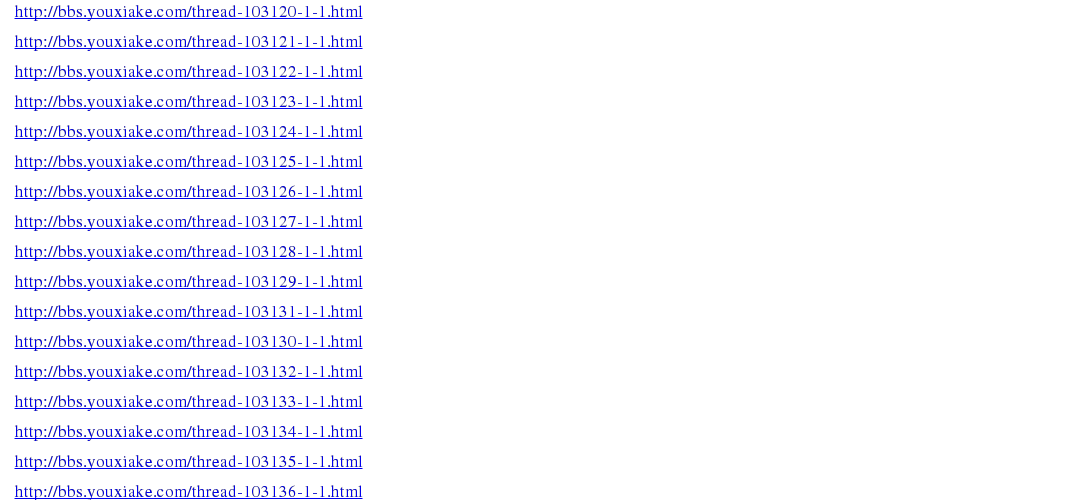 http://bbs.youxiake.com/thread-103120-1-1.html
http://bbs.youxiake.com/thread-103121-1-1.html
http://bbs.youxiake.com/thread-103122-1-1.html
http://bbs.youxiake.com/thread-103123-1-1.html
http://bbs.youxiake.com/thread-103124-1-1.html
http://bbs.youxiake.com/thread-103125-1-1.html
http://bbs.youxiake.com/thread-103126-1-1.html
http://bbs.youxiake.com/thread-103127-1-1.html
http://bbs.youxiake.com/thread-103128-1-1.html
http://bbs.youxiake.com/thread-103129-1-1.html
http://bbs.youxiake.com/thread-103131-1-1.html
http://bbs.youxiake.com/thread-103130-1-1.html
http://bbs.youxiake.com/thread-103132-1-1.html
http://bbs.youxiake.com/thread-103133-1-1.html
http://bbs.youxiake.com/thread-103134-1-1.html
http://bbs.youxiake.com/thread-103135-1-1.html
http://bbs.youxiake.com/thread-103136-1-1.html